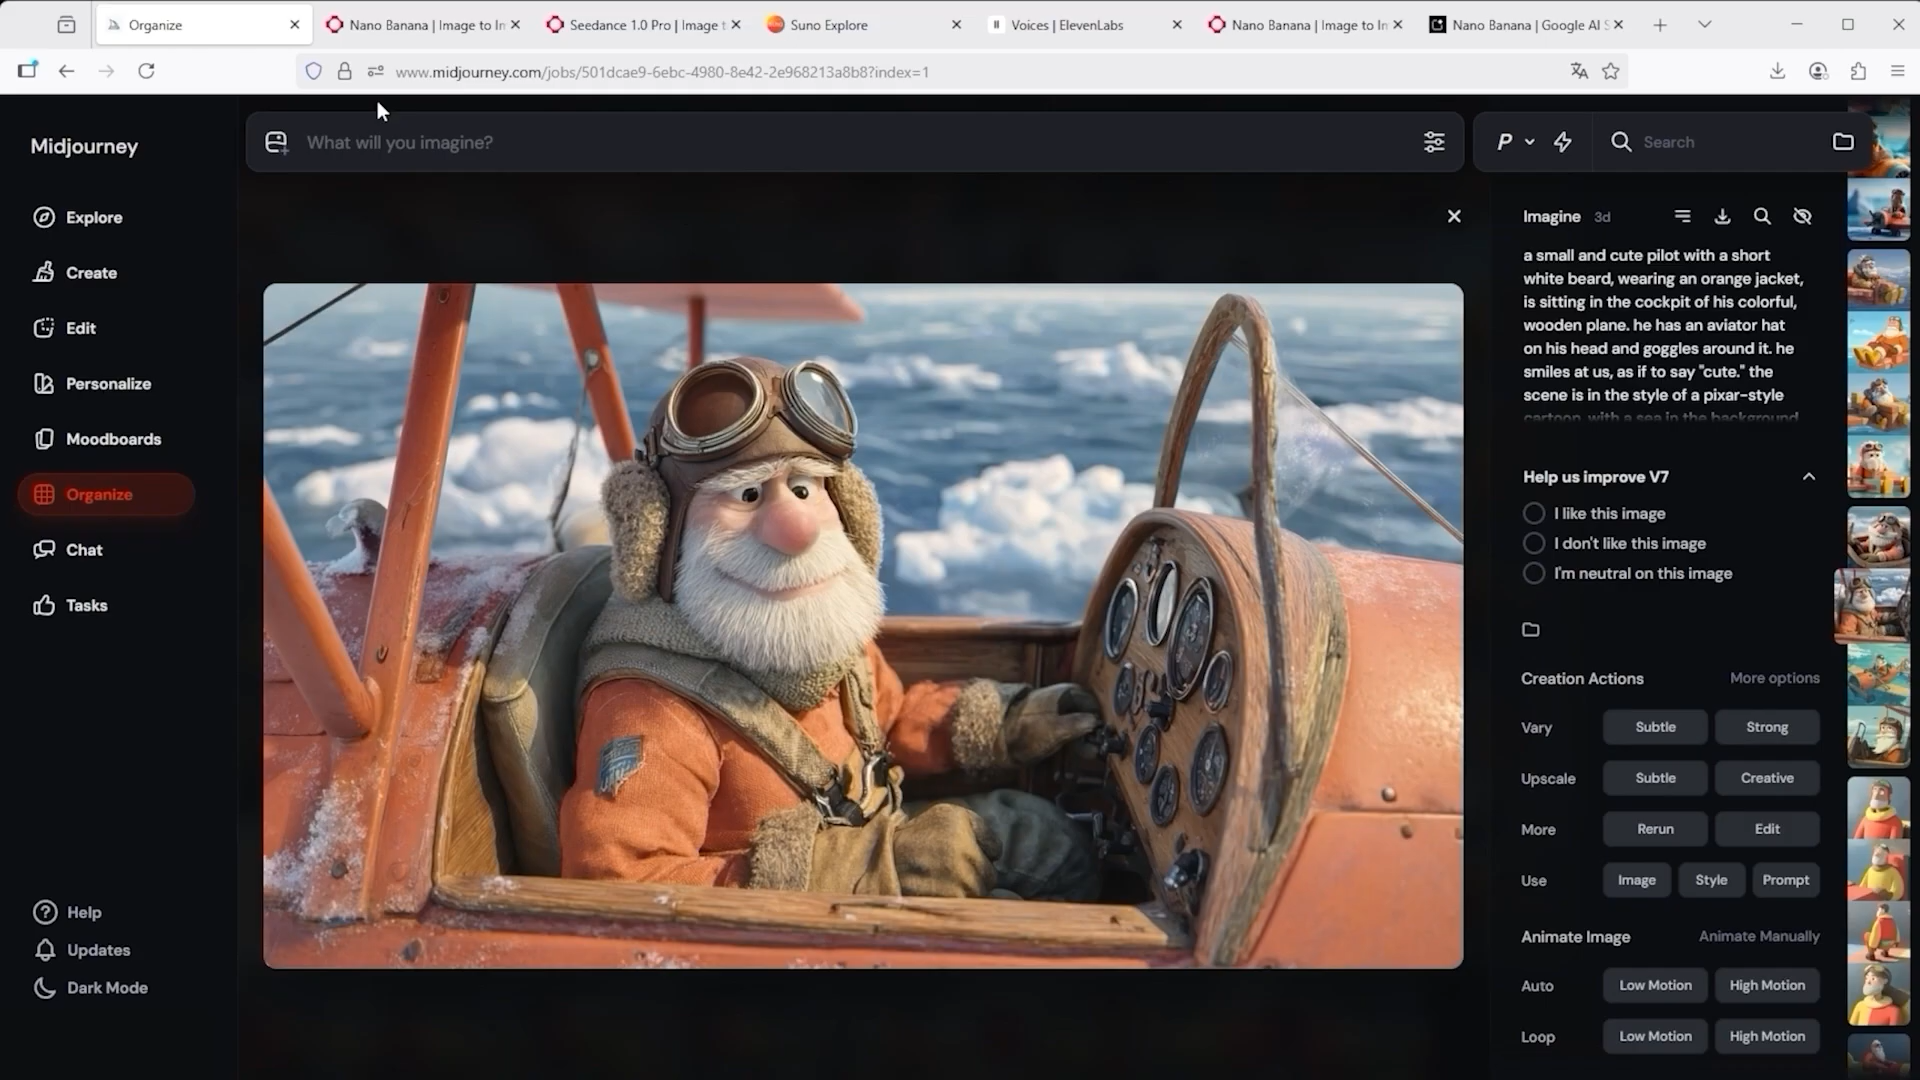 Organize
Nano Banana | Image to In
Seedance 1.0 Pro | Image t
Suno Explore
Voices | ElevenLabs
Nano Banana | Image to In
Nano Banana | Google AI S
www.midjourney.com/jobs/501dcae9-6ebc-4980-8e42-2e968213a8b8?index=1
Midjourney
What will you imagine?
P
Search
Explore
Create
Edit
Personalize
Moodboards
Organize
Chat
Tasks
Help
Updates
Dark Mode
Imagine 3d
a small and cute pilot with a short
white beard, wearing an orange jacket,
is sitting in the cockpit of his colorful,
wooden plane. he has an aviator hat
on his head and goggles around it. he
smiles at us, as if to say "cute." the
scene is in the style of a pixar-style
cartoon, with a sea in the background
Help us improve V7
I like this image
I don't like this image
I'm neutral on this image
Creation Actions More options
Vary Subtle Strong
Upscale Subtle Creative
More Rerun Edit
Use Image Style Prompt
Animate Image Animate Manually
Auto Low Motion High Motion
Loop Low Motion High Motion